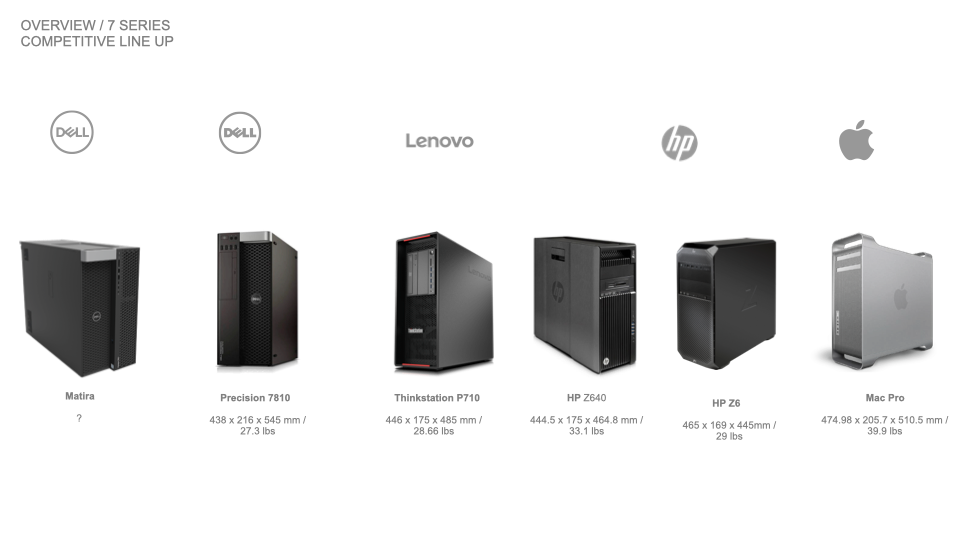 OVERVIEW / 7 SERIES
COMPETITIVE LINE UP
DELL
DELL
Lenovo
hp
Matira
?
Precision 7810
438 x 216 x 545 mm /
27.3 lbs
ThinkStation
Thinkstation P710
446 x 175 x 485 mm /
28.66 lbs
HP Z640
444.5 x 175 x 464.8 mm /
33.1 lbs
HP Z6
465 x 169 x 445mm /
29 lbs
Mac Pro
474.98 x 205.7 x 510.5 mm /
39.9 lbs